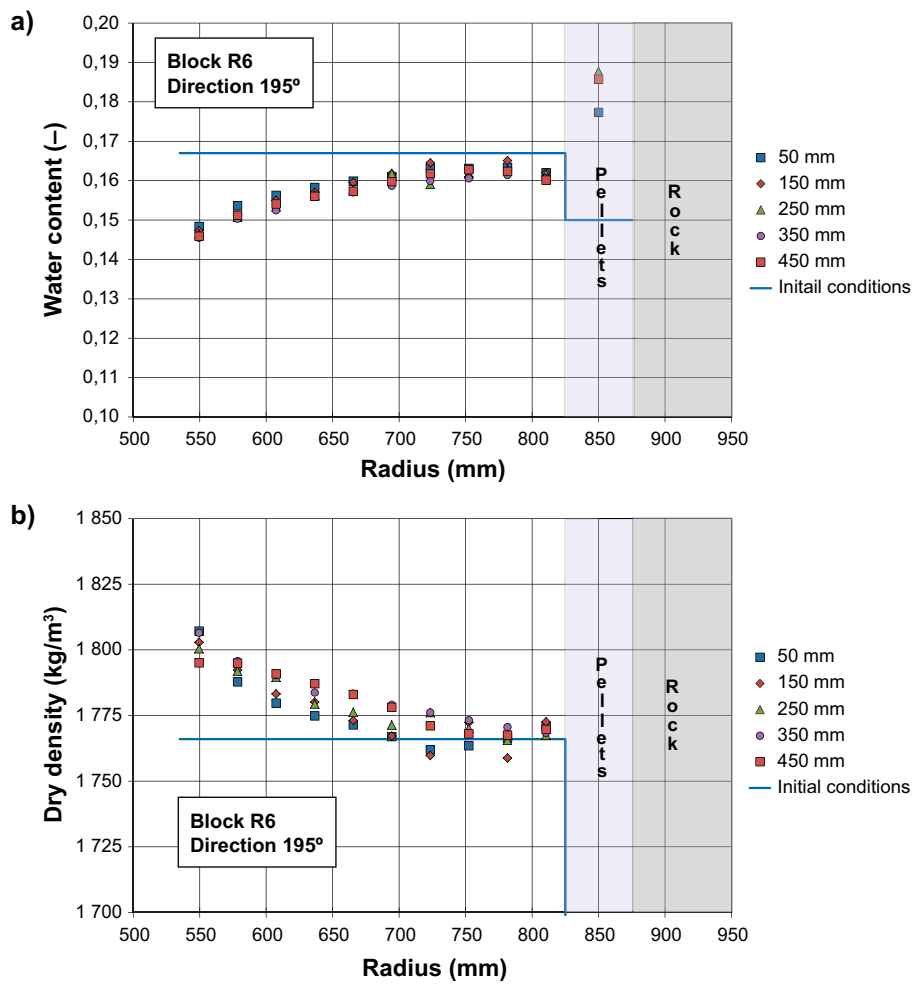 a)
0,20
0,19
0,18
0,17
0,16
0,15
0,14
0,13
0,12
0,11
0,10
Water content (–)
Block R6
Direction 195º
Pellets
Rock
500 550 600 650 700 750 800 850 900 950
Radius (mm)
50 mm
150 mm
250 mm
350 mm
450 mm
Initail conditions
b)
1 850
1 825
1 800
1 775
1 750
1 725
1 700
Dry density (kg/m³)
Block R6
Direction 195º
Pellets
Rock
500 550 600 650 700 750 800 850 900 950
Radius (mm)
50 mm
150 mm
250 mm
350 mm
450 mm
Initial conditions